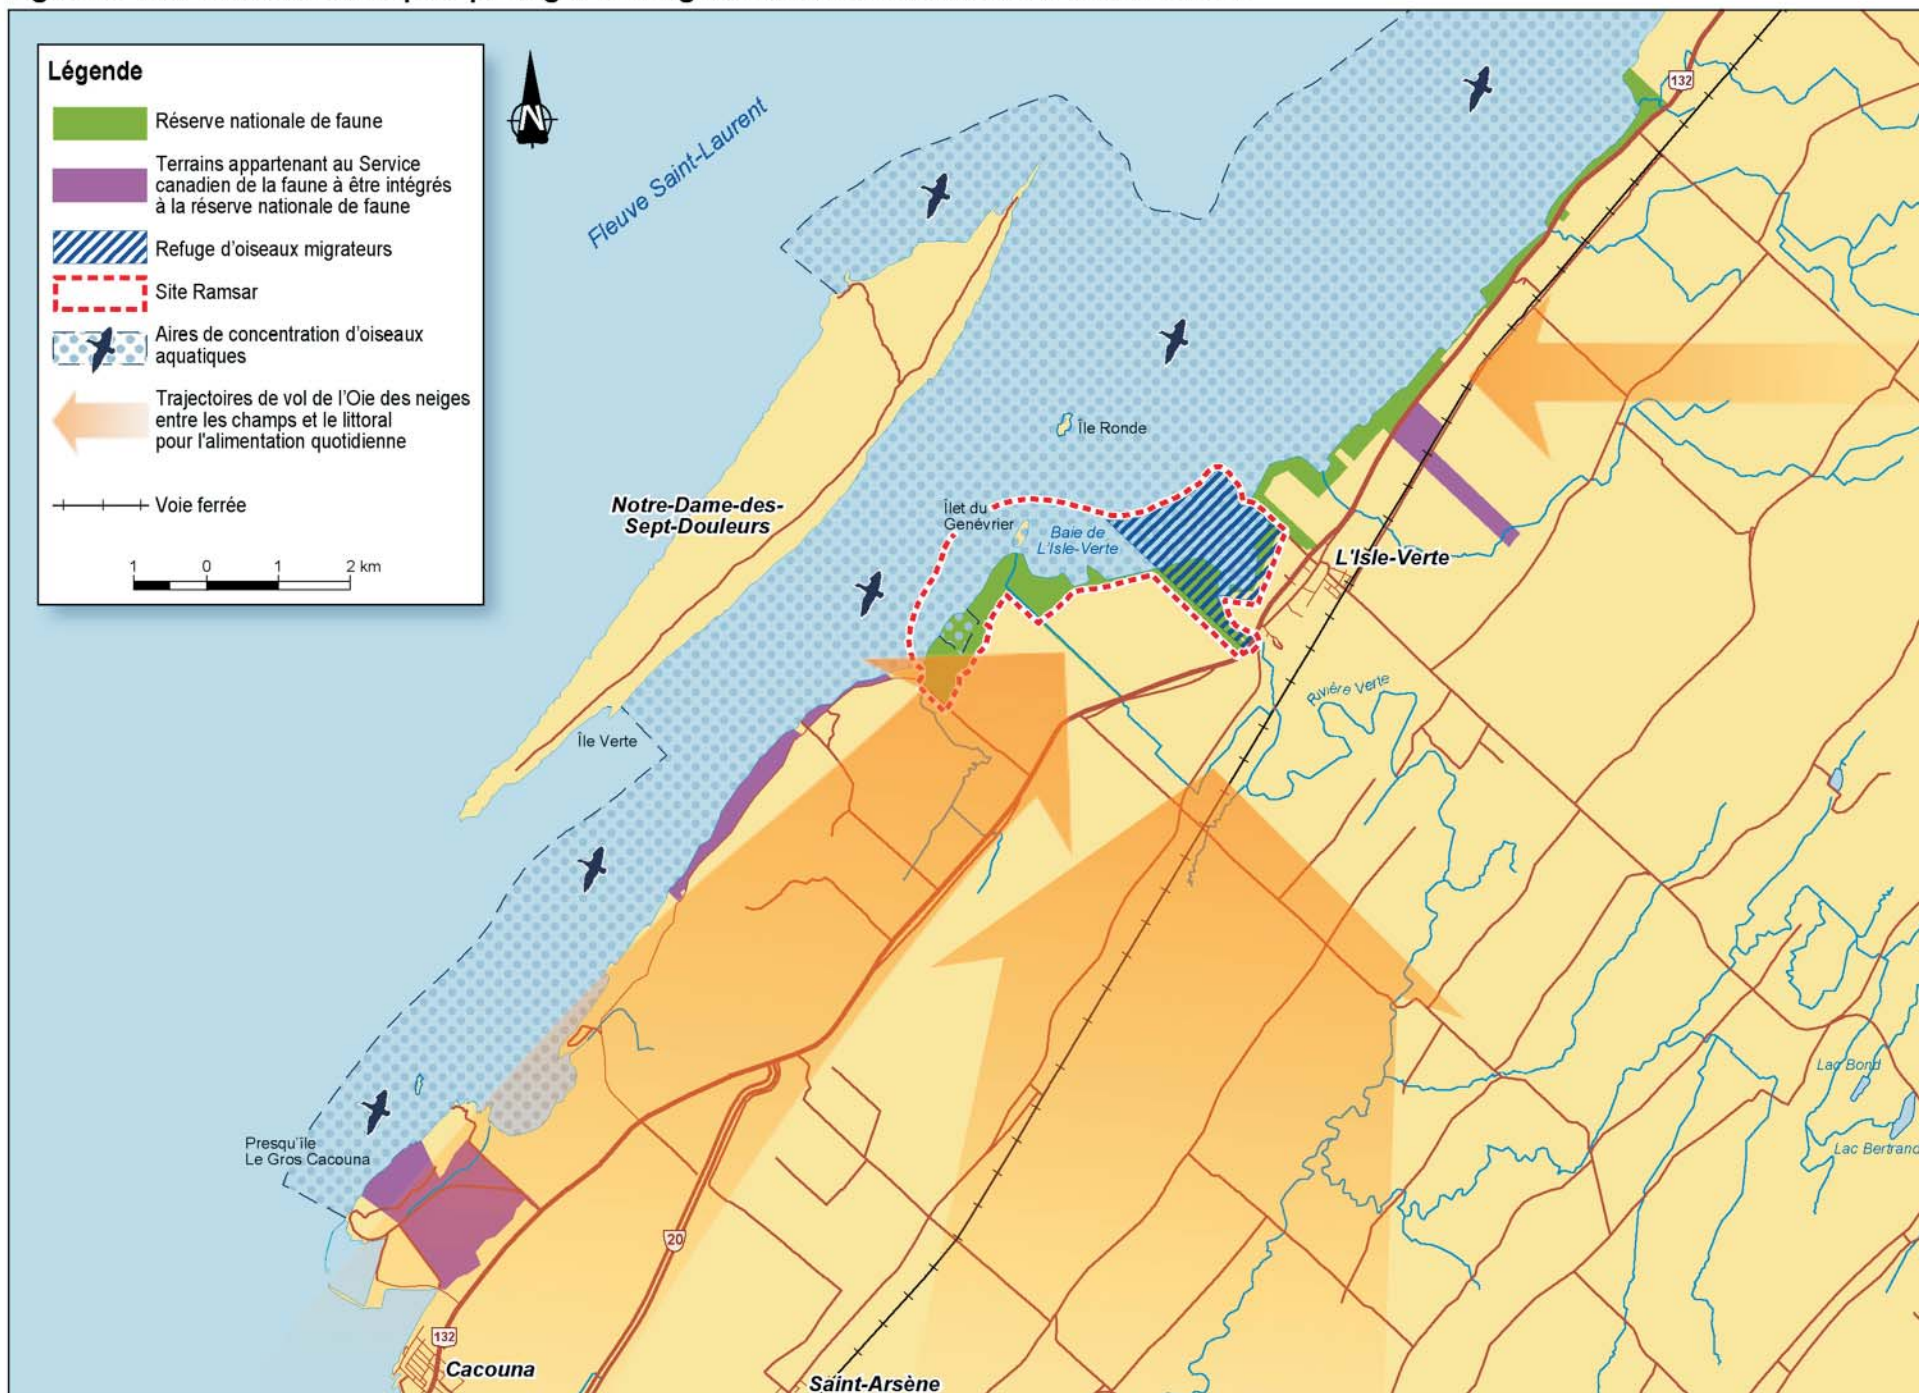 Légende
Réserve nationale de faune
Terrains appartenant au Service
canadien de la faune à être intégrés
à la réserve nationale de faune
Refuge d'oiseaux migrateurs
Site Ramsar
Aires de concentration d'oiseaux
aquatiques
Trajectoires de vol de l'Oie des neiges
entre les champs et le littoral
pour l'alimentation quotidienne
Voie ferrée
1 0 1 2 km
N
Fleuve Saint-Laurent
132
Île Ronde
Notre-Dame-des-
Sept-Douleurs
Îlet du
Genévrier
Baie de
L'Isle-Verte
L'Isle-Verte
Rivière Verte
Île Verte
Lac Bond
Lac Bertrand
Presqu'île
Le Gros Cacouna
20
132
Cacouna
Saint-Arsène